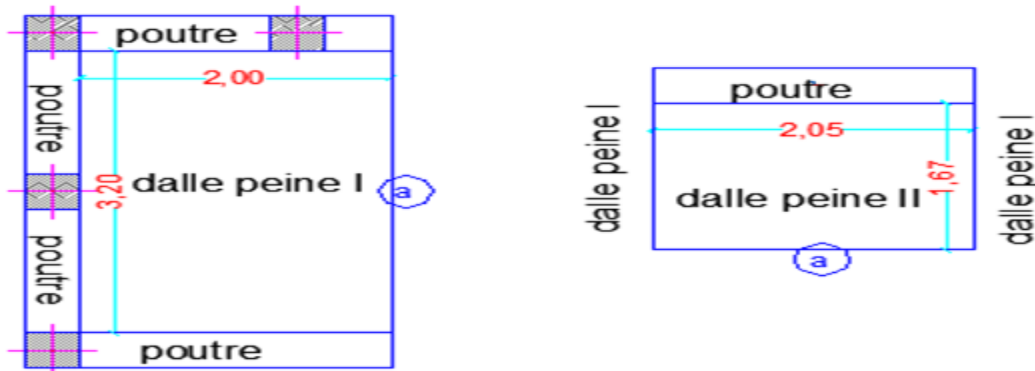 poutre
2,00
poutre
3,20
dalle peine I
a
poutre
poutre
dalle peine I
poutre
2,05
1,67
dalle peine II
a
dalle peine I